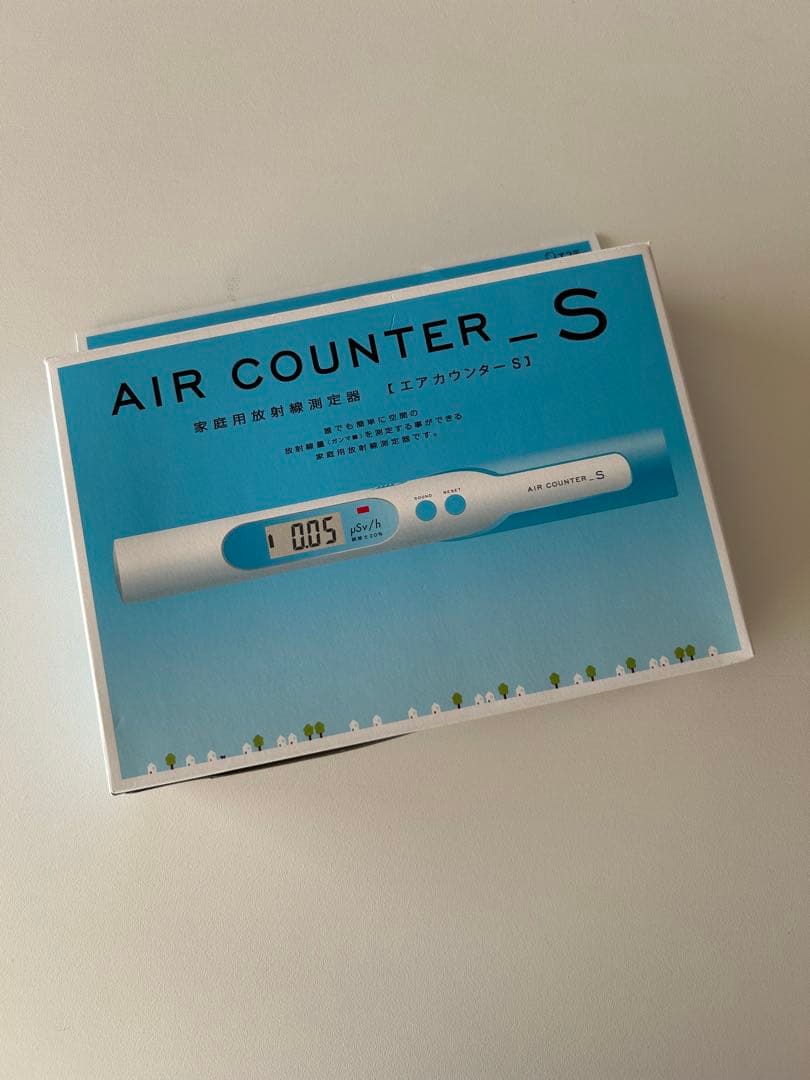 AIR COUNTER_S
家庭用放射線測定器 【エアカウンターS】
誰でも簡単に空間の
放射線量(ガンマ線)を測定する事ができる
家庭用放射線測定器です。
SOUND RESET
AIR COUNTER_S
0.05 μSv/h
誤差±20%